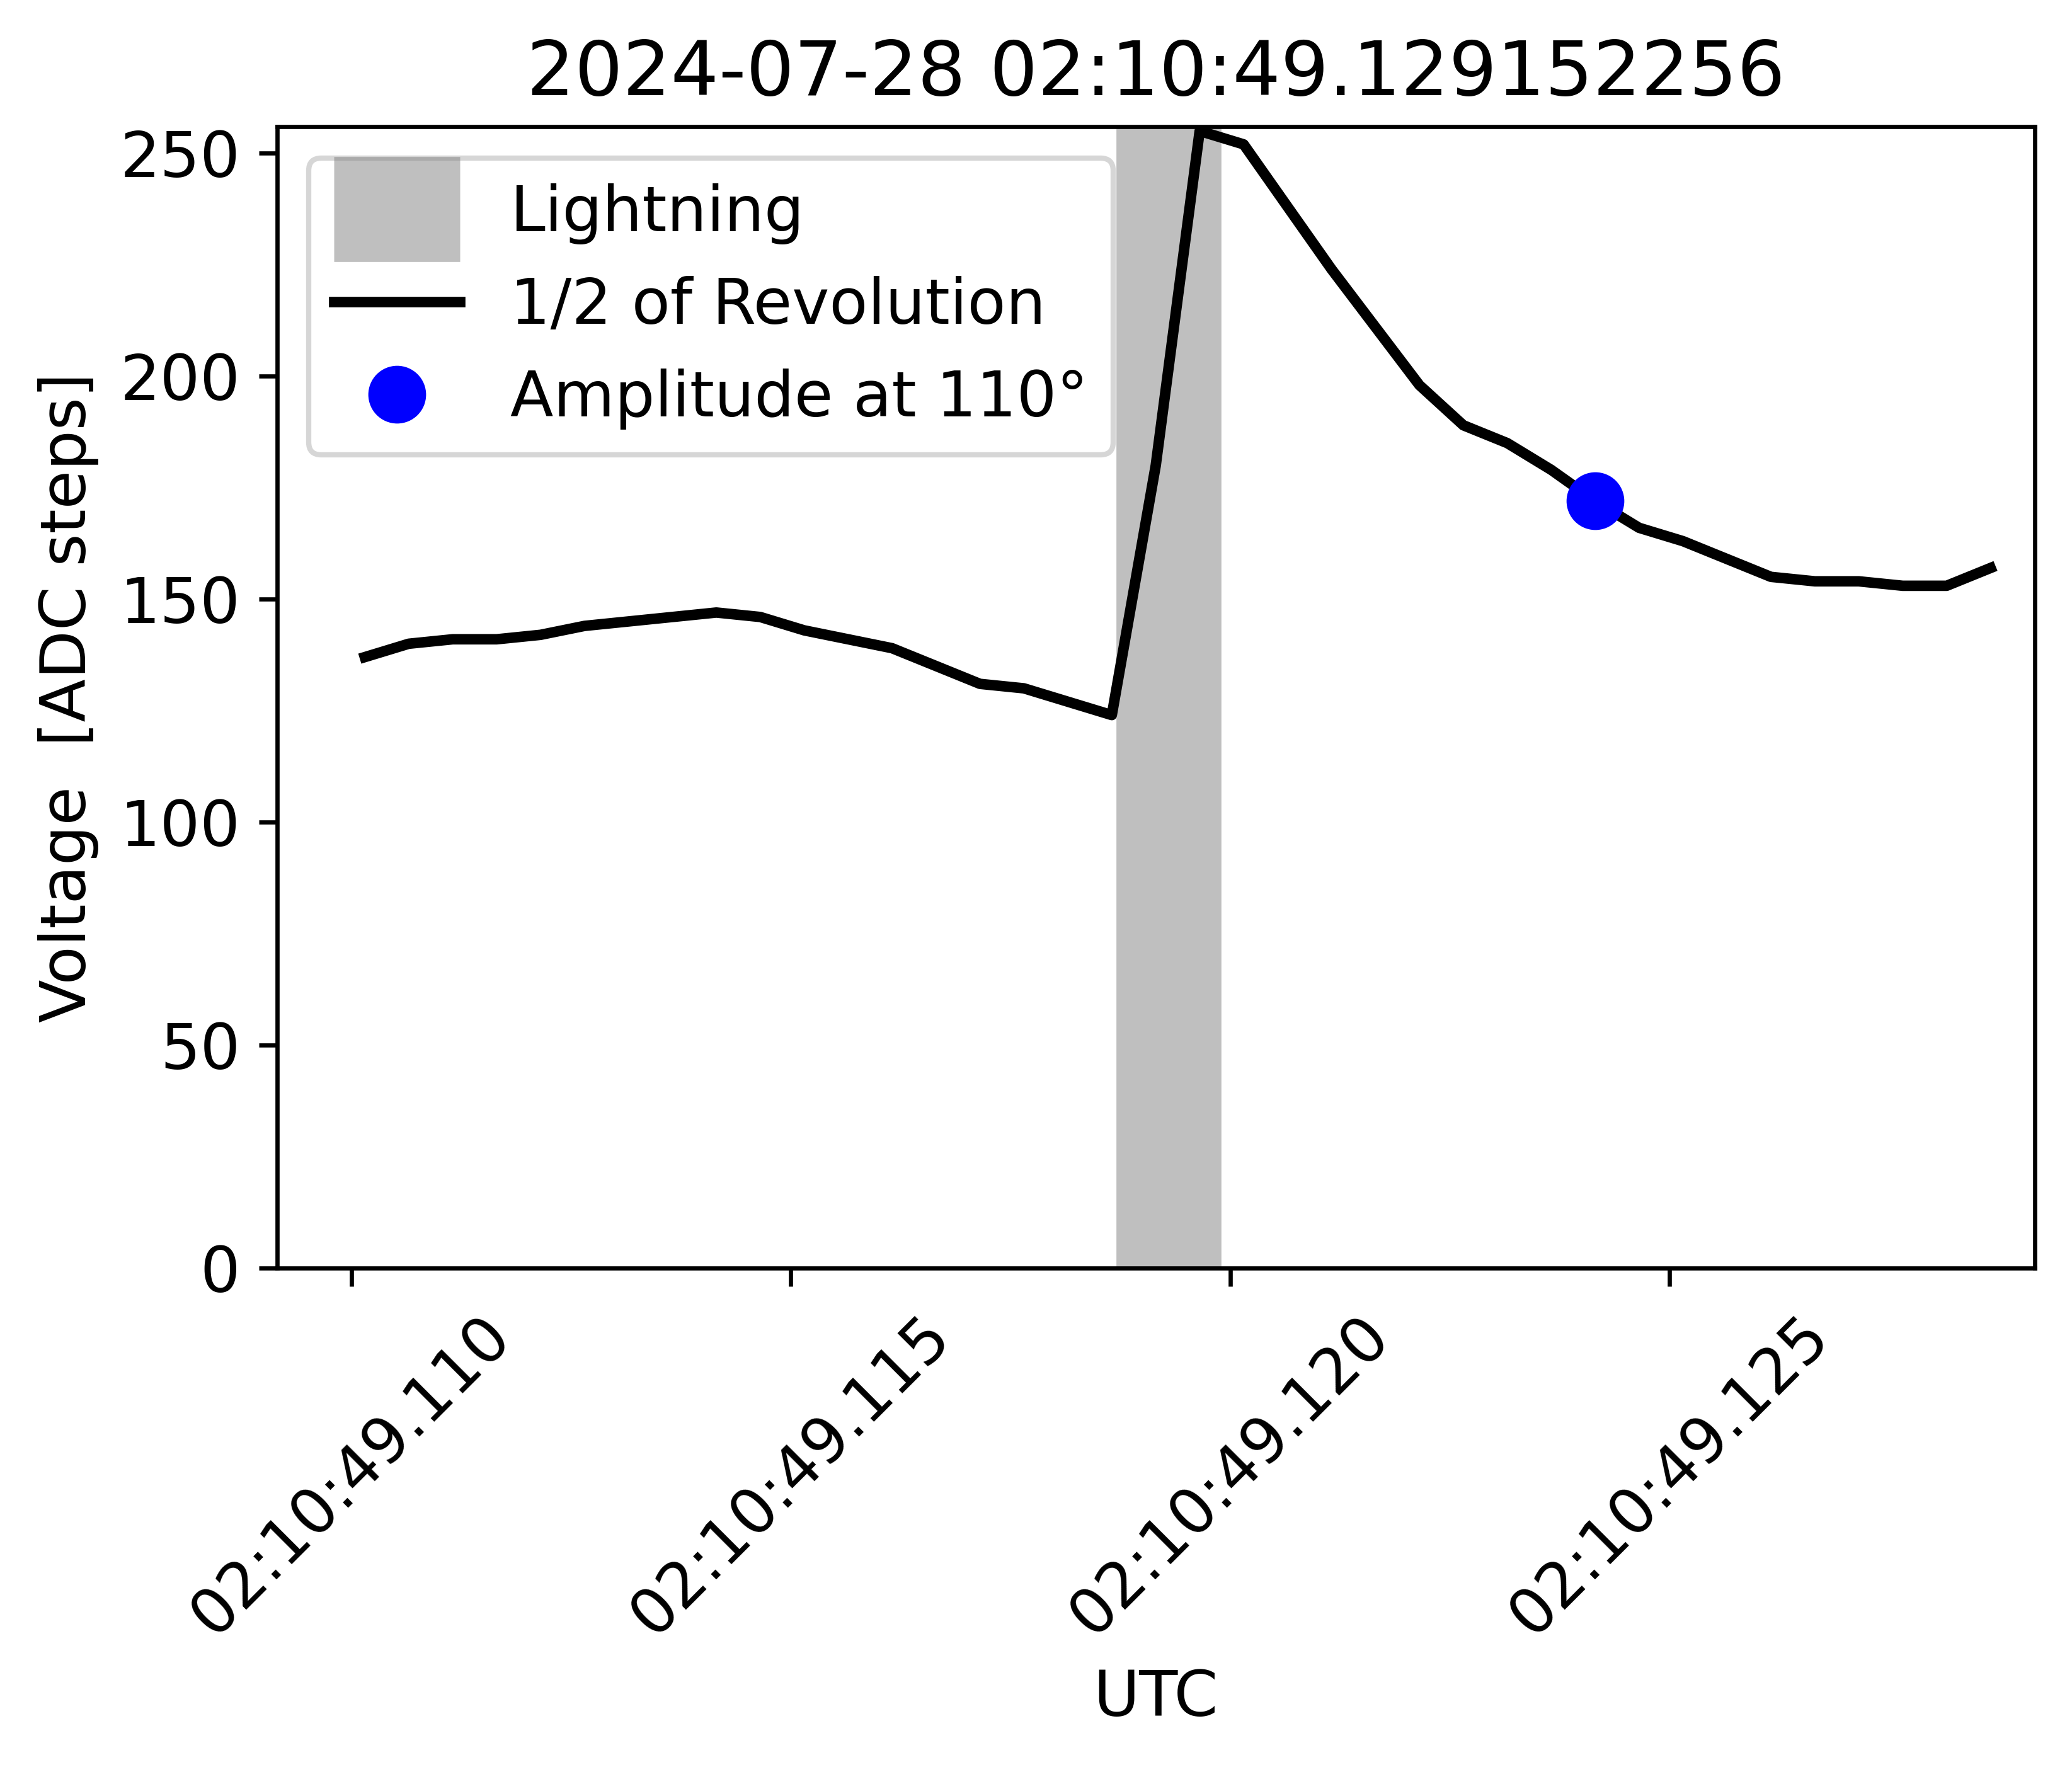 2024-07-28 02:10:49.129152256
Lightning
1/2 of Revolution
Amplitude at 110°
Voltage [ADC steps]
250
200
150
100
50
0
02:10:49.110
02:10:49.115
02:10:49.120
02:10:49.125
UTC